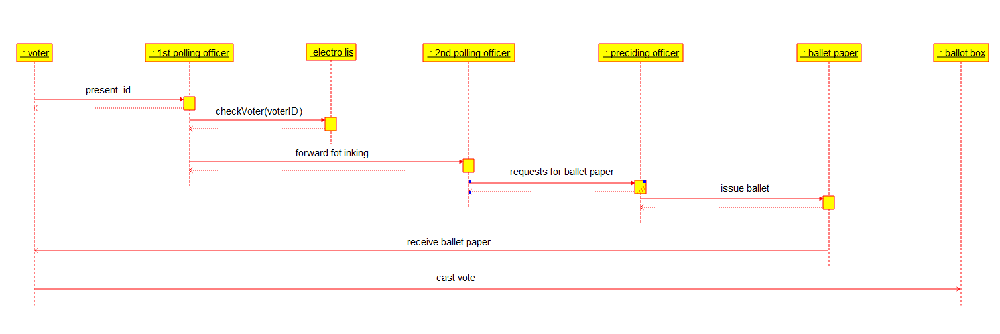 : voter
: 1st polling officer
electro lis
: 2nd polling officer
: preciding officer
: ballet paper
: ballot box
present_id
checkVoter(voterID)
forward fot inking
requests for ballet paper
issue ballet
receive ballet paper
cast vote